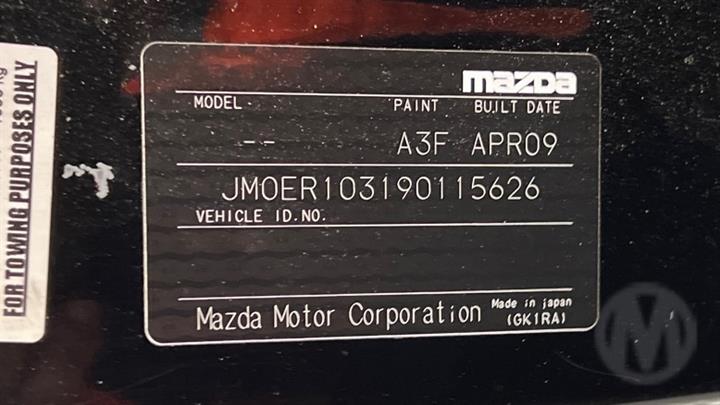 mazda
MODEL PAINT BUILT DATE
-- A3F APR09
JM0ER103190115626
VEHICLE ID.NO.
Mazda Motor Corporation Made in japan
(GK1RA)
FOR TOWING PURPOSES ONLY
M